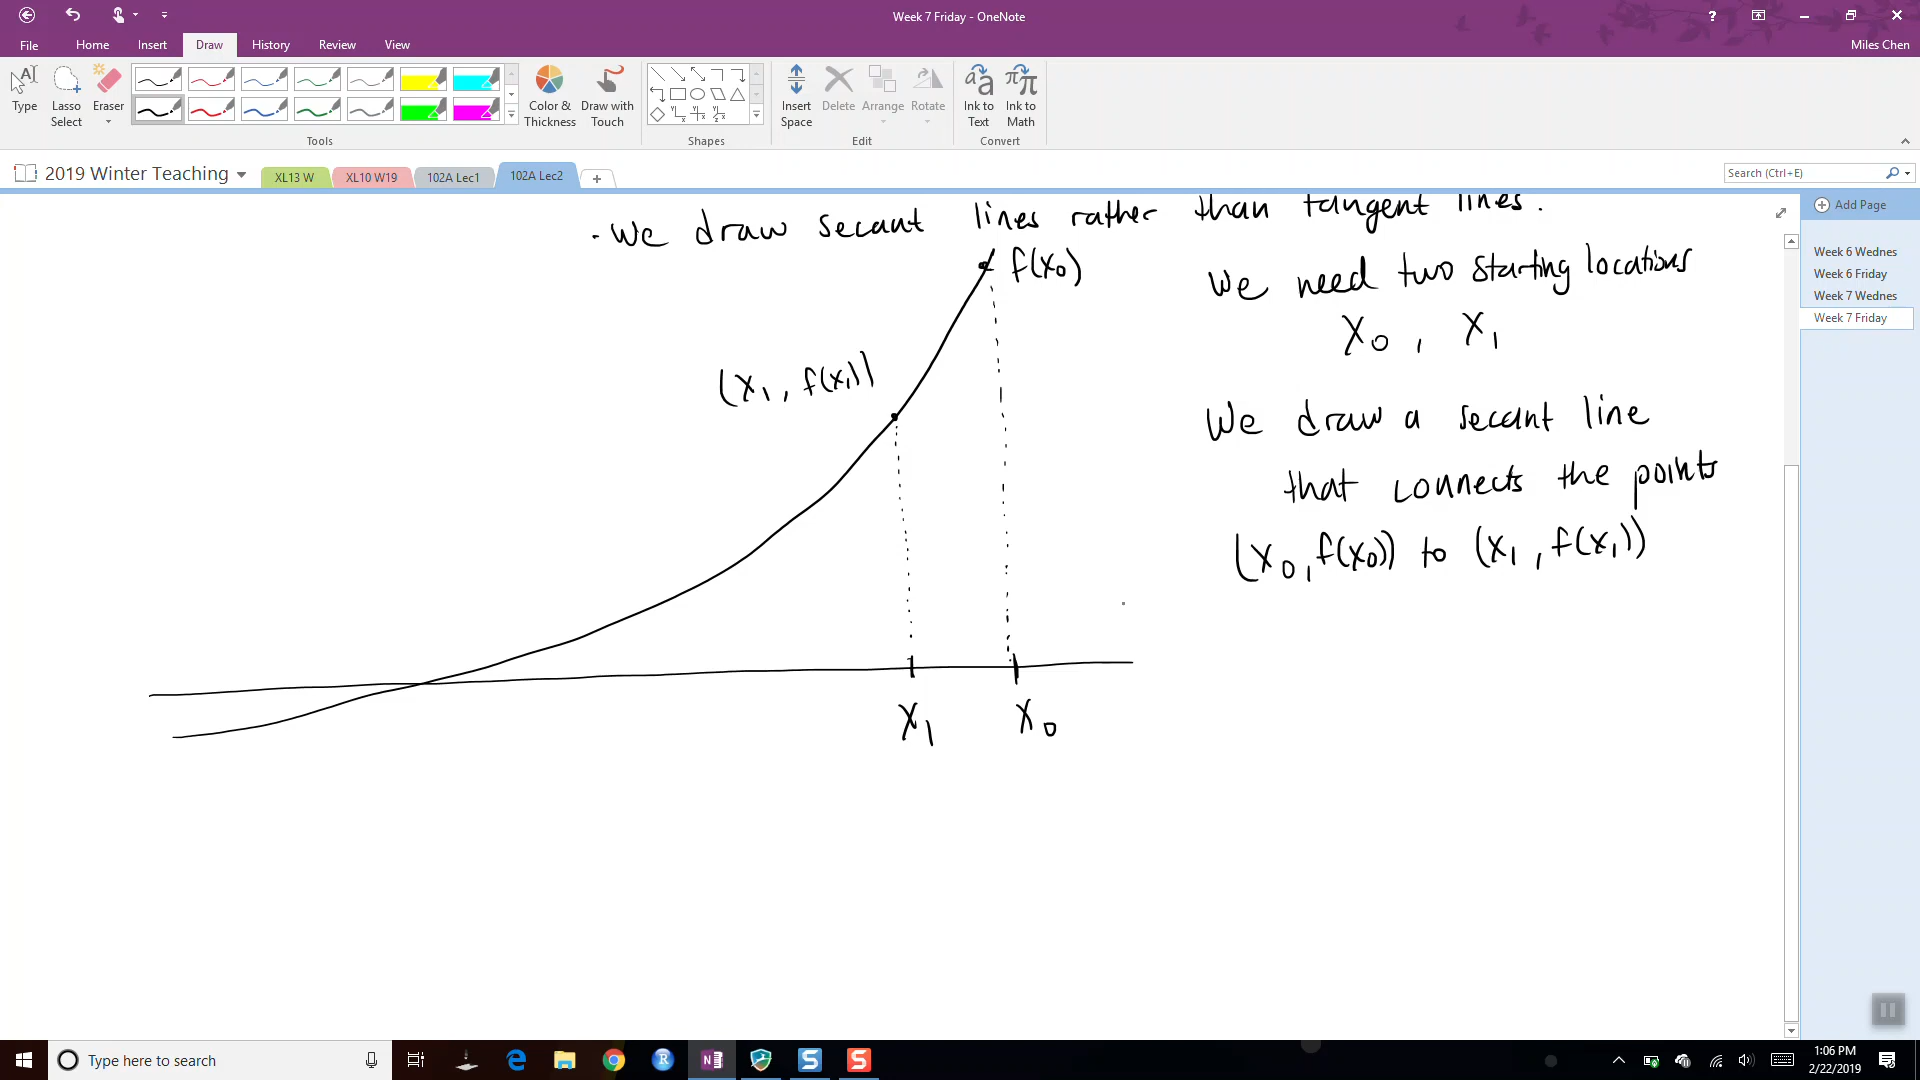 Week 7 Friday - OneNote
File Home Insert Draw History Review View
Miles Chen
Type
Lasso Select
Eraser
Color & Thickness
Draw with Touch
Insert Space
Delete
Arrange
Rotate
Ink to Text
Ink to Math
Tools
Shapes
Edit
Convert
2019 Winter Teaching
XL13 W
XL10 W19
102A Lec1
102A Lec2
Search (Ctrl+E)
Add Page
Week 6 Wednes
Week 6 Friday
Week 7 Wednes
Week 7 Friday
. We draw secant lines rather than tangent lines.
f(x₀)
(x₁, f(x₁))
x₁
x₀
We need two starting locations
x₀, x₁
We draw a secant line
that connects the points
(x₀, f(x₀)) to (x₁, f(x₁))
Type here to search
1:06 PM
2/22/2019